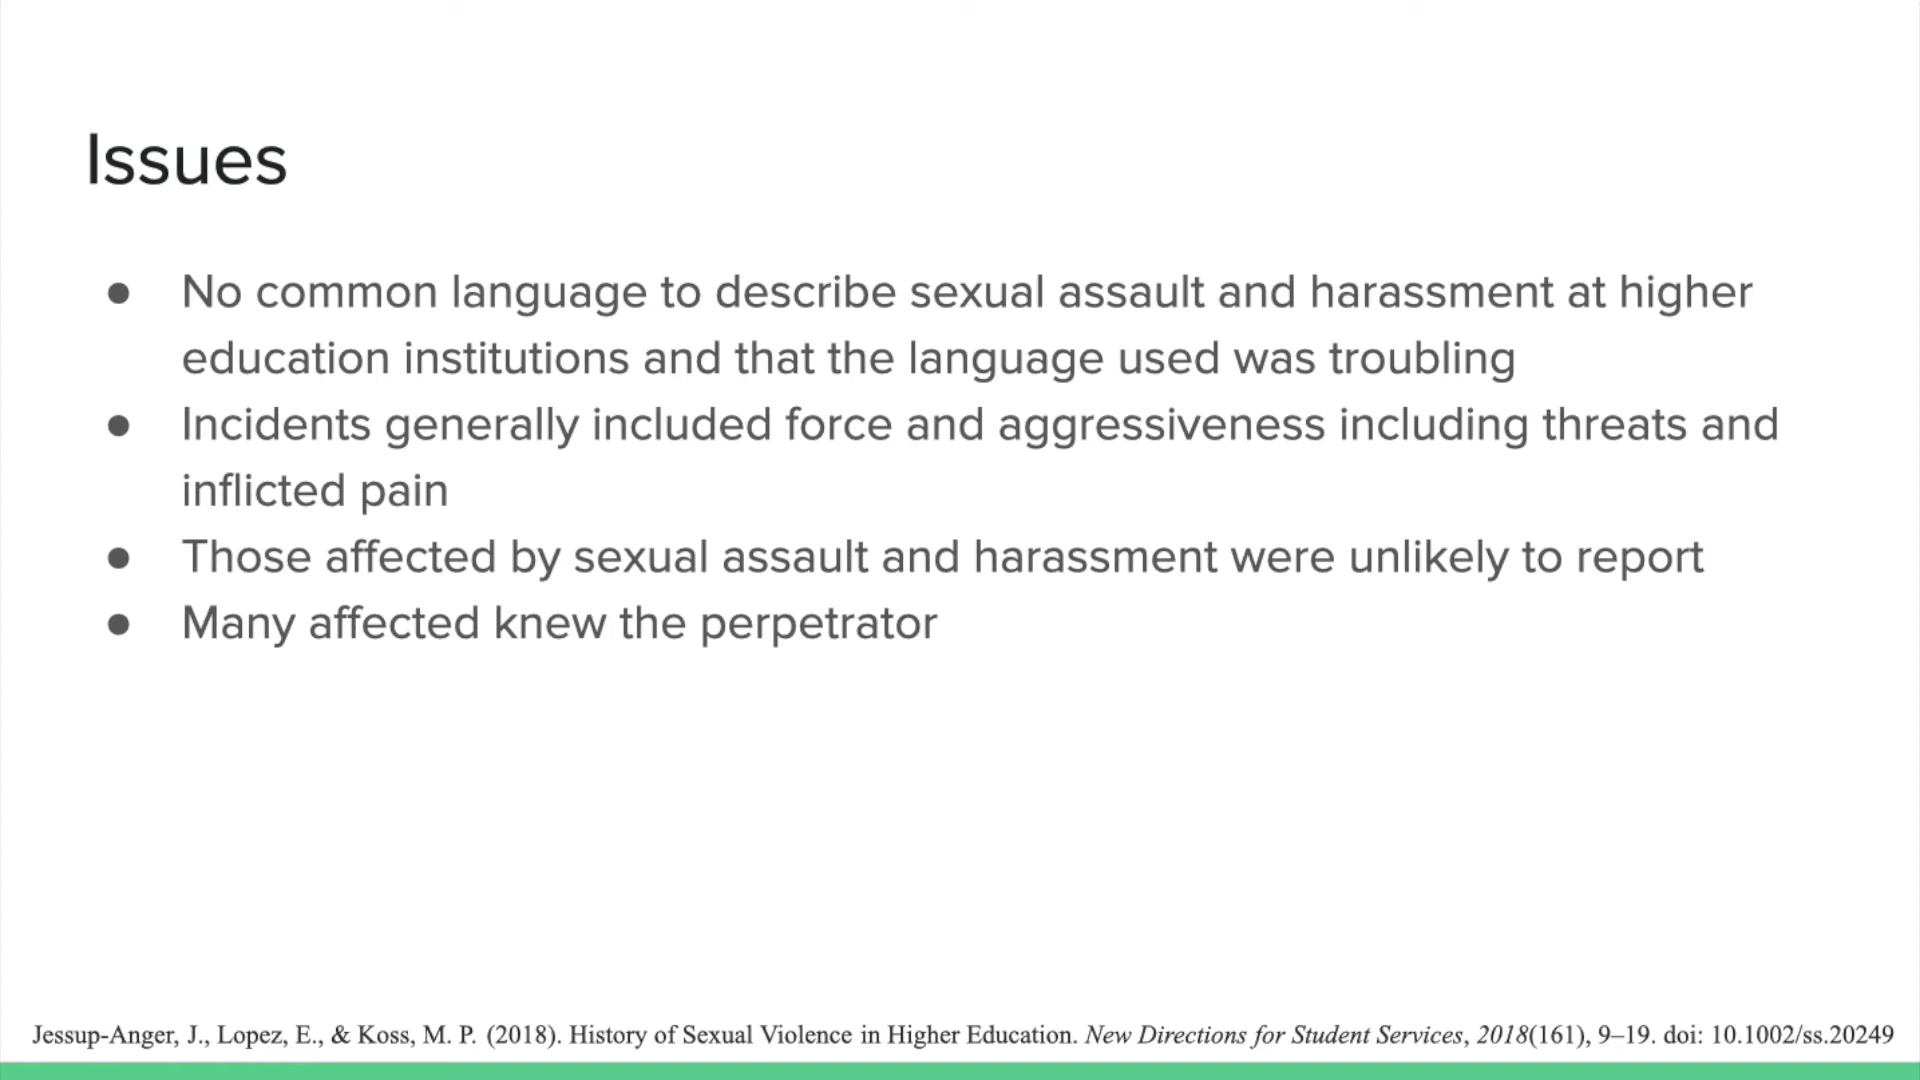 Issues
● No common language to describe sexual assault and harassment at higher
education institutions and that the language used was troubling
● Incidents generally included force and aggressiveness including threats and
inflicted pain
● Those affected by sexual assault and harassment were unlikely to report
● Many affected knew the perpetrator
Jessup-Anger, J., Lopez, E., & Koss, M. P. (2018). History of Sexual Violence in Higher Education. New Directions for Student Services, 2018(161), 9–19. doi: 10.1002/ss.20249